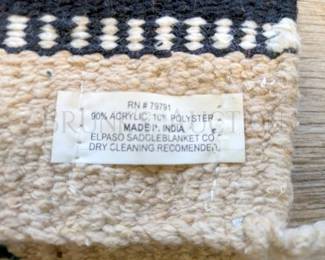 RN # 79791
90% ACRYLIC, 10% POLYSTER
MADE IN INDIA
ELPASO SADDLEBLANKET CO.
DRY CLEANING RECOMENDED.